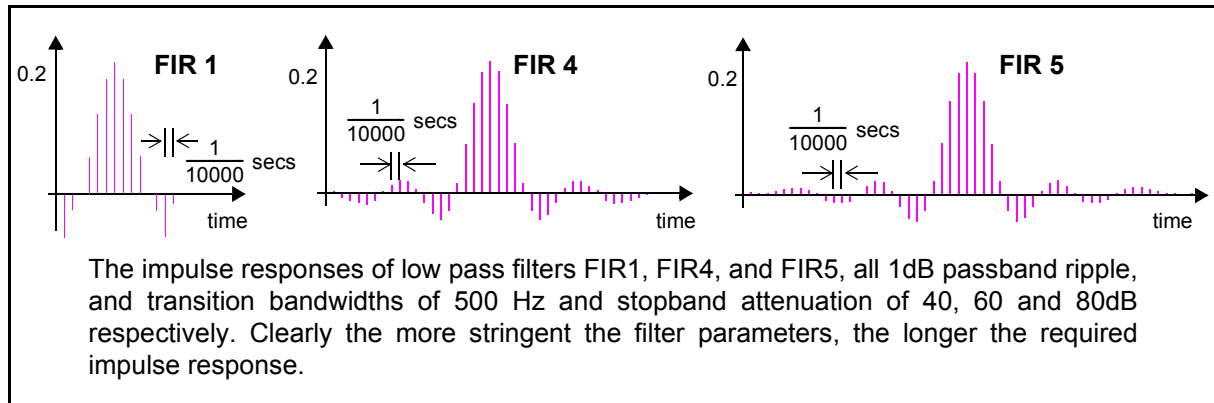 FIR 1
0.2
1
10000 secs
time
FIR 4
0.2
1
10000 secs
time
FIR 5
0.2
1
10000 secs
time
The impulse responses of low pass filters FIR1, FIR4, and FIR5, all 1dB passband ripple,
and transition bandwidths of 500 Hz and stopband attenuation of 40, 60 and 80dB
respectively. Clearly the more stringent the filter parameters, the longer the required
impulse response.